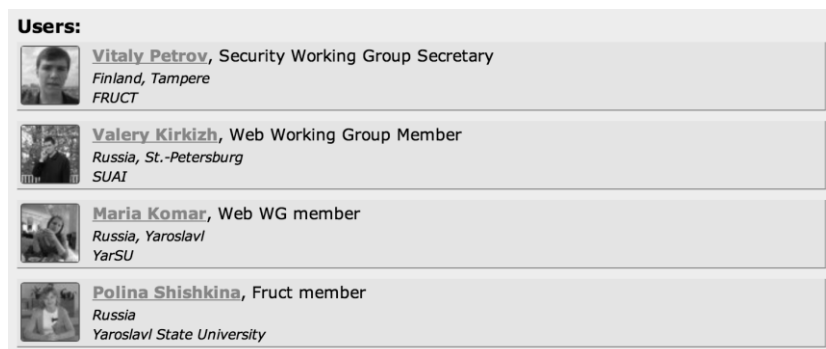 Users:
Vitaly Petrov, Security Working Group Secretary
Finland, Tampere
FRUCT
Valery Kirkizh, Web Working Group Member
Russia, St.-Petersburg
SUAI
Maria Komar, Web WG member
Russia, Yaroslavl
YarSU
Polina Shishkina, Fruct member
Russia
Yaroslavl State University